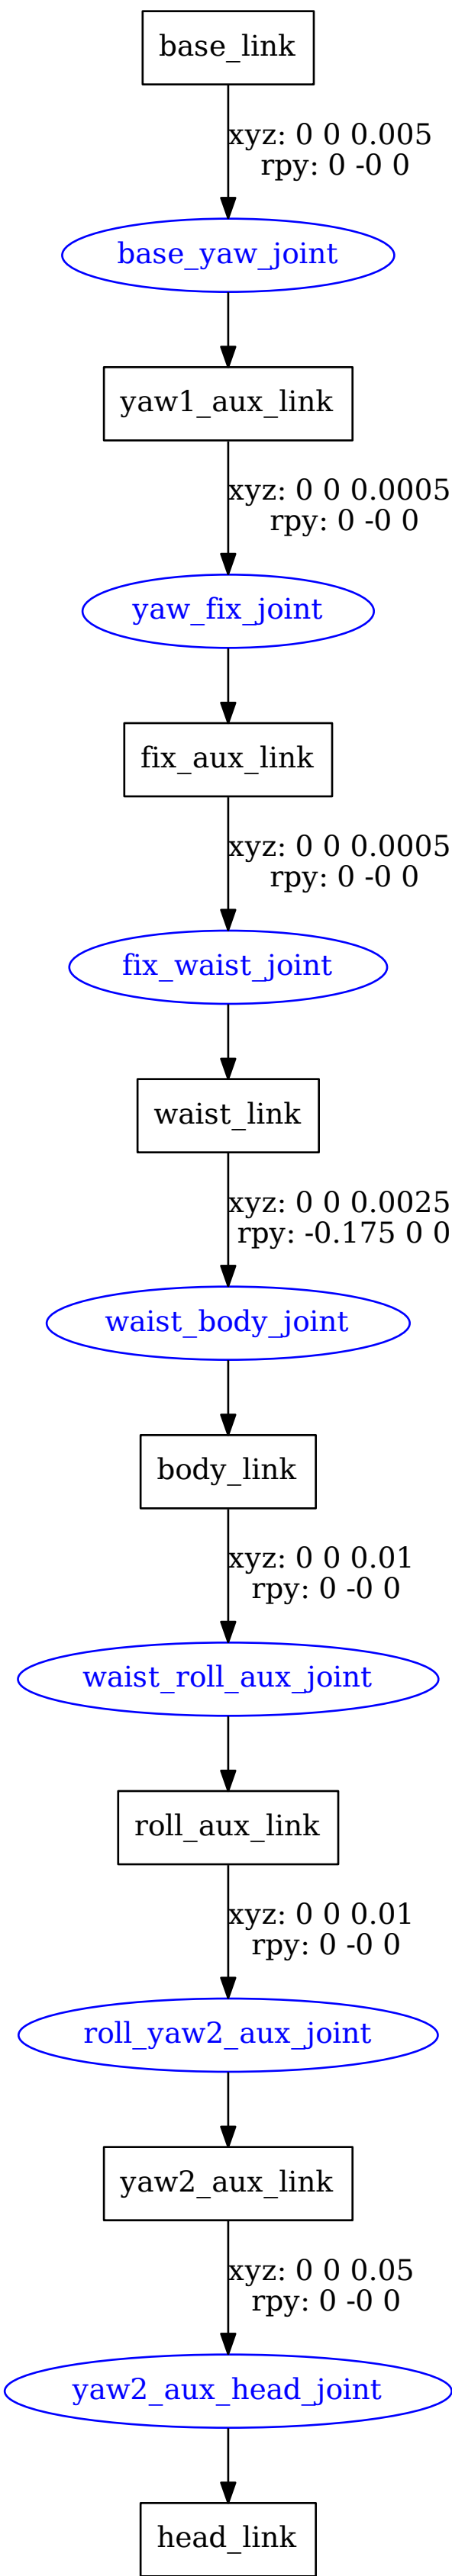 base_link
xyz: 0 0 0.005
rpy: 0 -0 0
base_yaw_joint
yaw1_aux_link
xyz: 0 0 0.0005
rpy: 0 -0 0
yaw_fix_joint
fix_aux_link
xyz: 0 0 0.0005
rpy: 0 -0 0
fix_waist_joint
waist_link
xyz: 0 0 0.0025
rpy: -0.175 0 0
waist_body_joint
body_link
xyz: 0 0 0.01
rpy: 0 -0 0
waist_roll_aux_joint
roll_aux_link
xyz: 0 0 0.01
rpy: 0 -0 0
roll_yaw2_aux_joint
yaw2_aux_link
xyz: 0 0 0.05
rpy: 0 -0 0
yaw2_aux_head_joint
head_link